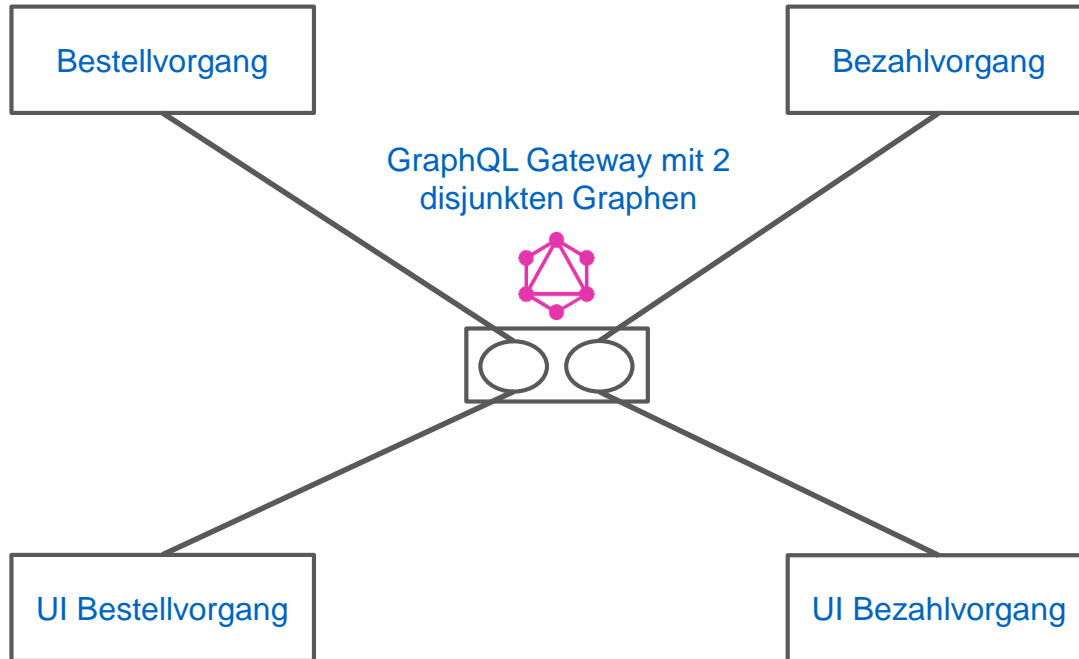 Bestellvorgang
Bezahlvorgang
GraphQL Gateway mit 2
disjunkten Graphen
UI Bestellvorgang
UI Bezahlvorgang